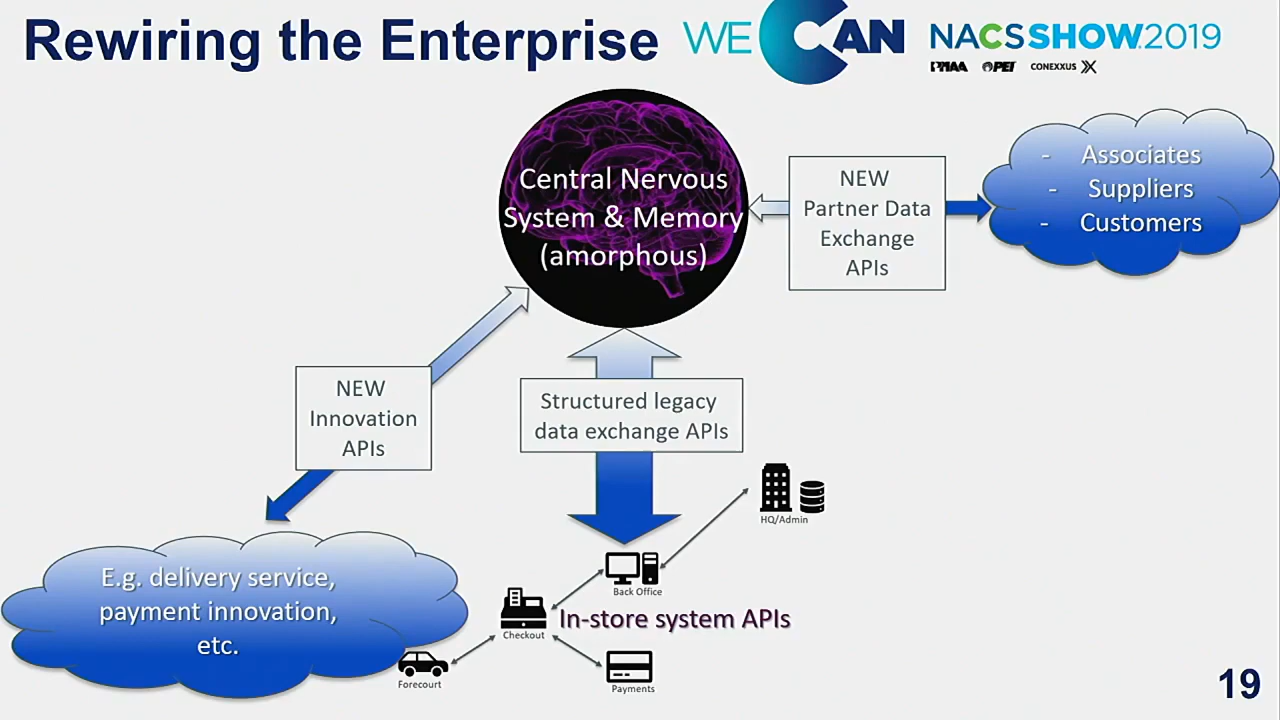 Rewiring the Enterprise
WE CAN
NACS SHOW 2019
PMAA PEI CONEXXUS
Central Nervous
System & Memory
(amorphous)
NEW
Partner Data
Exchange
APIs
- Associates
- Suppliers
- Customers
NEW
Innovation
APIs
Structured legacy
data exchange APIs
HQ/Admin
Back Office
E.g. delivery service,
payment innovation,
etc.
In-store system APIs
Checkout
Forecourt
Payments
19